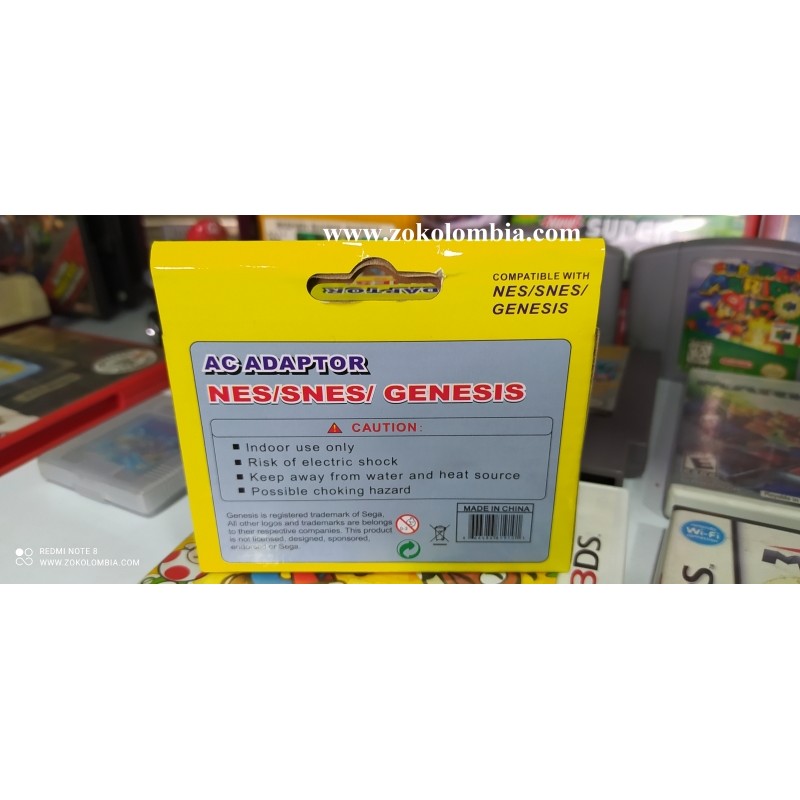 www.zokolombia.com
SUPER
COMPATIBLE WITH
NES/SNES/
GENESIS
AC ADAPTOR
NES/SNES/ GENESIS
CAUTION:
Indoor use only
Risk of electric shock
Keep away from water and heat source
Possible choking hazard
Genesis is registered trademark of Sega,
All other logos and trademarks are belongs
to their respective companies. This product
is not licensed, designed, sponsored,
endorsed or Sega.
MADE IN CHINA
3DS
Wi-Fi
REDMI NOTE 8
WWW.ZOKOLOMBIA.COM